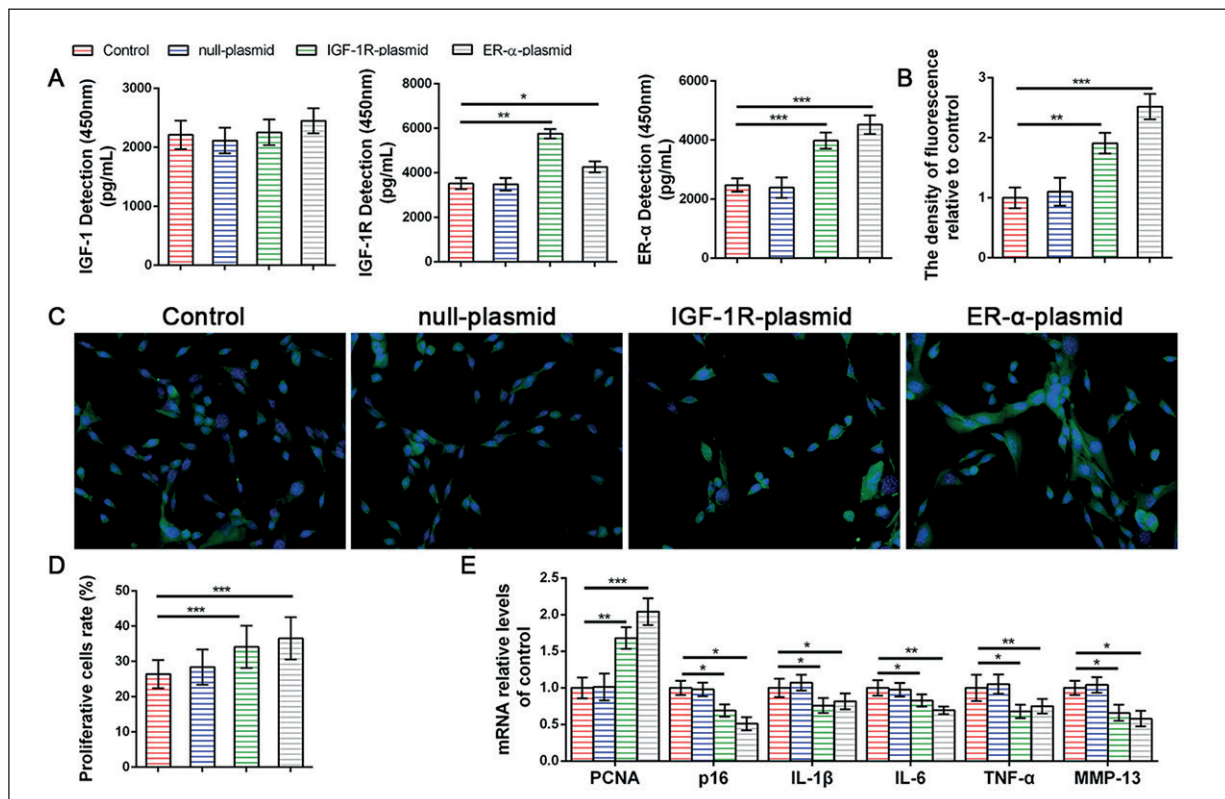 Control null-plasmid IGF-1R-plasmid ER-α-plasmid
A
IGF-1 Detection (450nm)
(pg/mL)
3000
2000
1000
0
IGF-1R Detection (450nm)
(pg/mL)
8000
6000
4000
2000
0
*
**
ER-α Detection (450nm)
(pg/mL)
6000
4000
2000
0
***
***
B
The density of fluorescence
relative to control
3
2
1
0
***
**
C
Control null-plasmid IGF-1R-plasmid ER-α-plasmid
D
Proliferative cells rate (%)
50
40
30
20
10
0
***
***
E
mRNA relative levels
of control
2.5
2.0
1.5
1.0
0.5
0.0
***
**
*
*
*
*
**
*
**
*
*
*
PCNA p16 IL-1β IL-6 TNF-α MMP-13